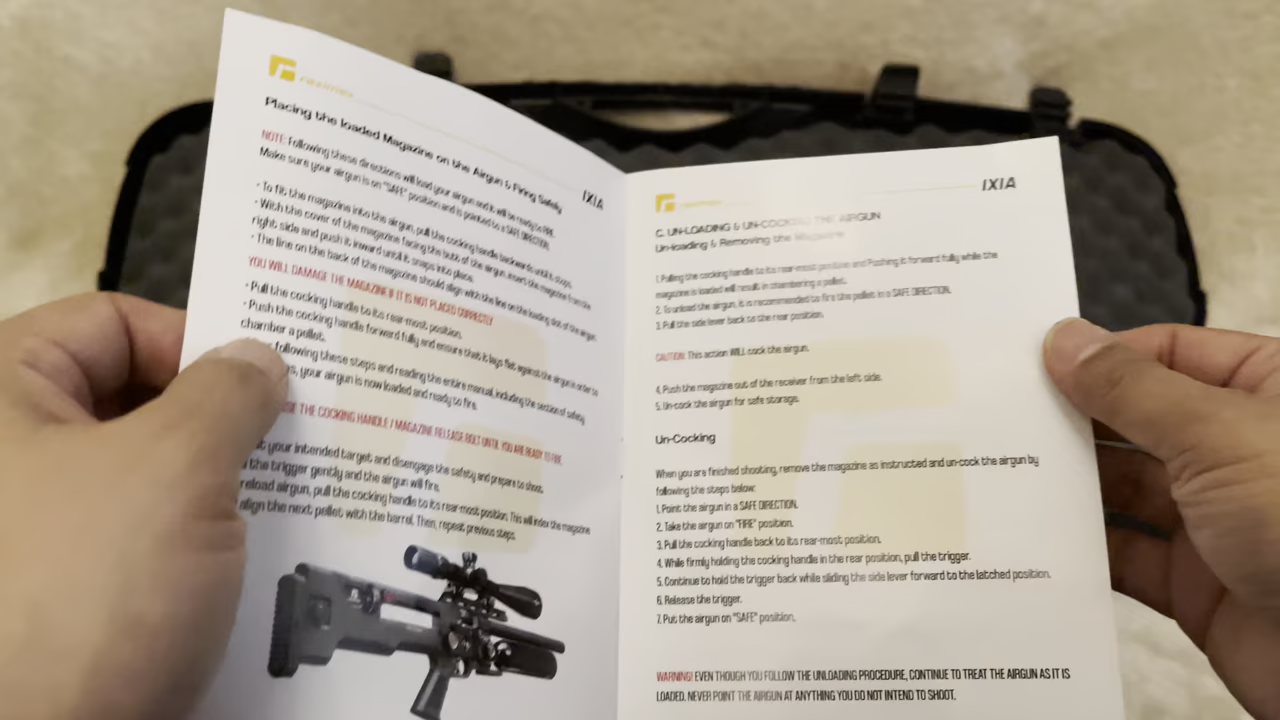 Placing the loaded Magazine on the Airgun & Firing Safely
IXIA
NOTE: Following these directions will load your airgun and it will be ready to FIRE.
Make sure your airgun is on "SAFE" position and is pointed to a SAFE DIRECTION.
• To fit the magazine into the airgun, pull the cocking handle backwards until it stops.
• With the cover of the magazine facing the butt of the airgun, insert the magazine from the
right side and push it inward until it snaps into place.
• The line on the back of the magazine should align with the line on the loading slot of the airgun.
YOU WILL DAMAGE THE MAGAZINE IF IT IS NOT PLACED CORRECTLY
• Pull the cocking handle to its rear-most position.
• Push the cocking handle forward fully and ensure that it lays flat against the airgun in order to
chamber a pellet.
following these steps and reading the entire manual, including the section of safety
your airgun is now loaded and ready to fire.
THE COCKING HANDLE / MAGAZINE RELEASE BOLT UNTIL YOU ARE READY TO FIRE.
your intended target and disengage the safety and prepare to shoot.
the trigger gently and the airgun will fire.
reload airgun, pull the cocking handle to its rear-most position. This will index the magazine
align the next pellet with the barrel. Then, repeat previous steps.
IXIA
C. UN-LOADING & UN-COCKING THE AIRGUN
Un-loading & Removing the Magazine
1. Pulling the cocking handle to its rear-most position and Pushing it forward fully while the
magazine is loaded will result in chambering a pellet.
2. To unload the airgun, it is recommended to fire the pellet in a SAFE DIRECTION.
3. Pull the side lever back to the rear position.
CAUTION: This action WILL cock the airgun.
4. Push the magazine out of the receiver from the left side.
5. Un-cock the airgun for safe storage.
Un-Cocking
When you are finished shooting, remove the magazine as instructed and un-cock the airgun by
following the steps below:
1. Point the airgun in a SAFE DIRECTION.
2. Take the airgun on "FIRE" position.
3. Pull the cocking handle back to its rear-most position.
4. While firmly holding the cocking handle in the rear position, pull the trigger.
5. Continue to hold the trigger back while sliding the side lever forward to the latched position.
6. Release the trigger.
7. Put the airgun on "SAFE" position.
WARNING! EVEN THOUGH YOU FOLLOW THE UNLOADING PROCEDURE, CONTINUE TO TREAT THE AIRGUN AS IT IS
LOADED. NEVER POINT THE AIRGUN AT ANYTHING YOU DO NOT INTEND TO SHOOT.